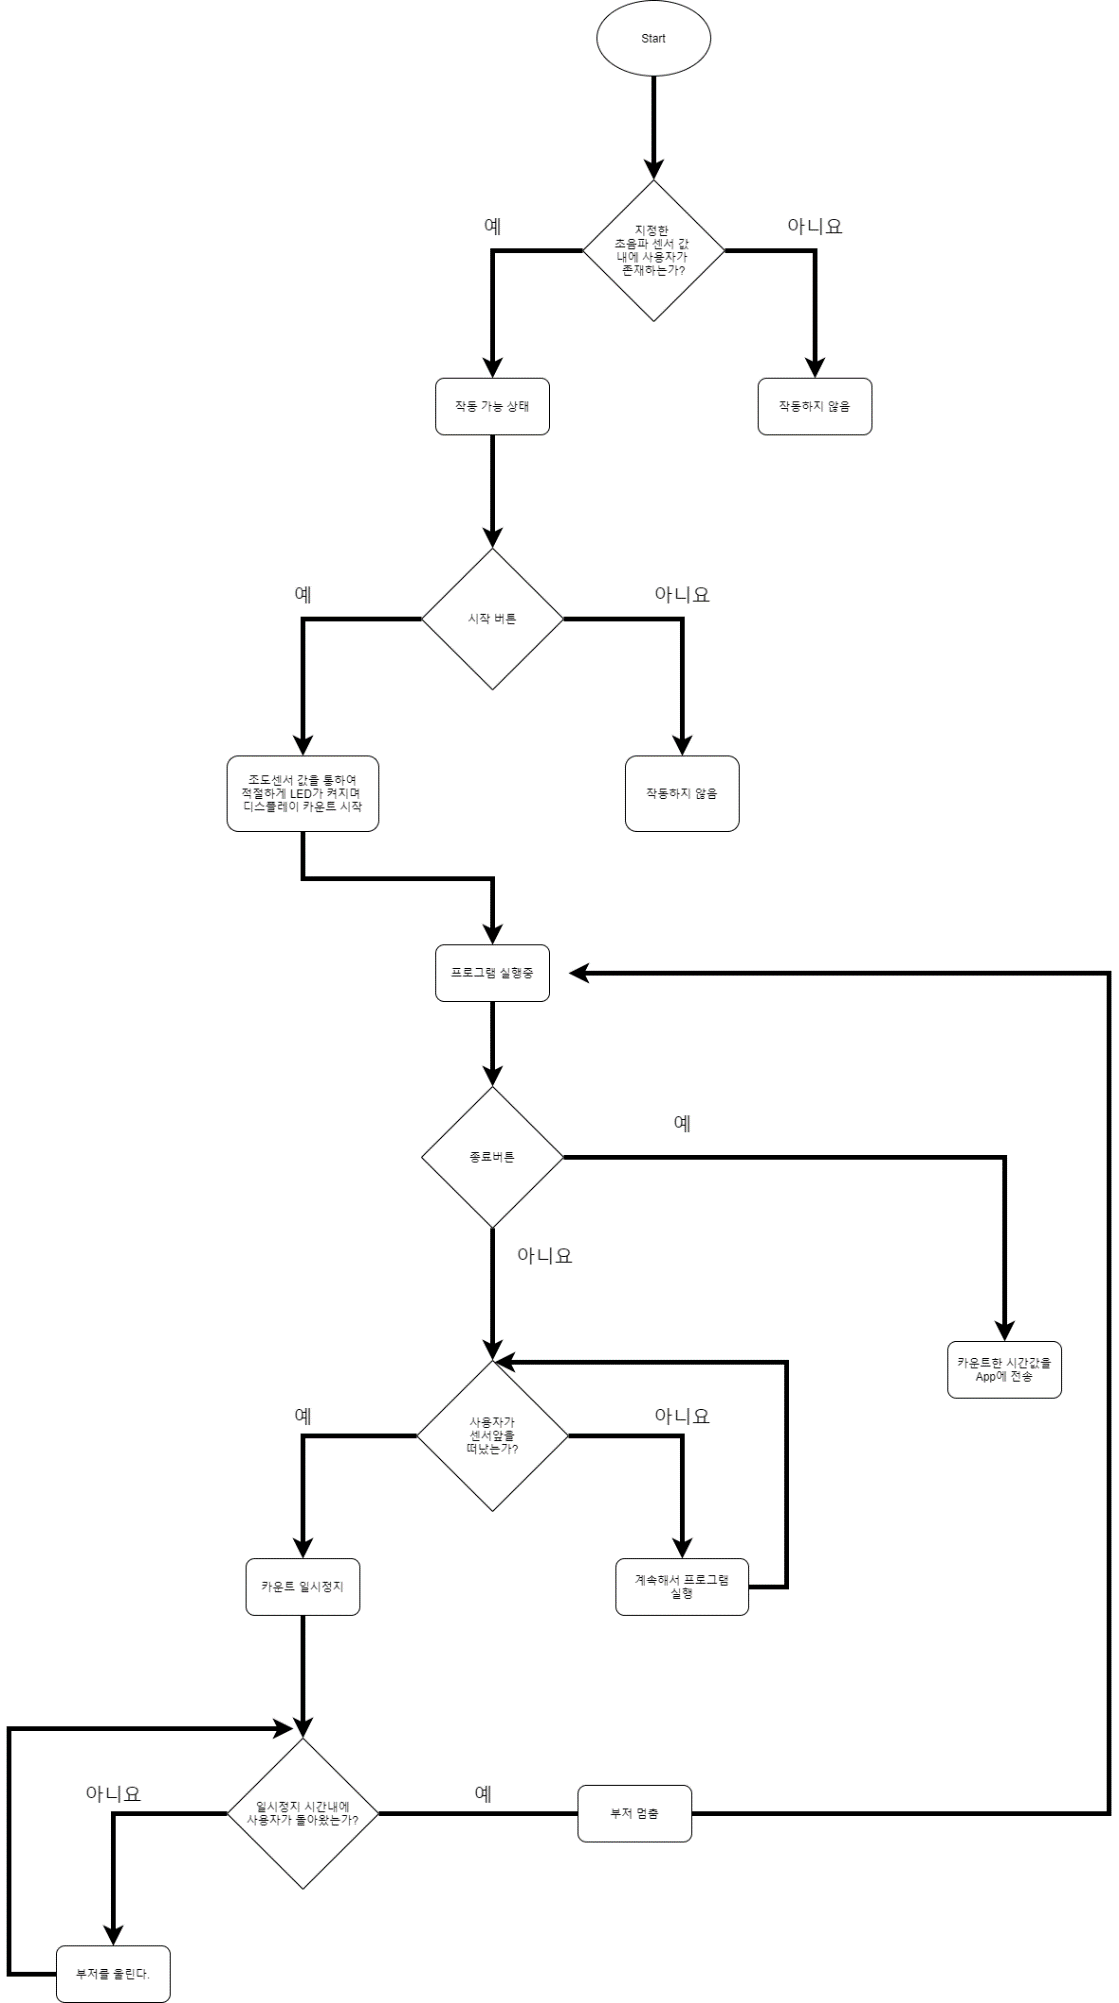 Start
지정한
초음파 센서 값
내에 사용자가
존재하는가?
예
아니요
작동 가능 상태
작동하지 않음
시작 버튼
예
아니요
조도센서 값을 통하여
적절하게 LED가 켜지며
디스플레이 카운트 시작
작동하지 않음
프로그램 실행중
종료버튼
예
아니요
카운트한 시간값을
App에 전송
사용자가
센서앞을
떠났는가?
예
아니요
카운트 일시정지
계속해서 프로그램
실행
일시정지 시간내에
사용자가 돌아왔는가?
아니요
예
부저 멈춤
부저를 울린다.